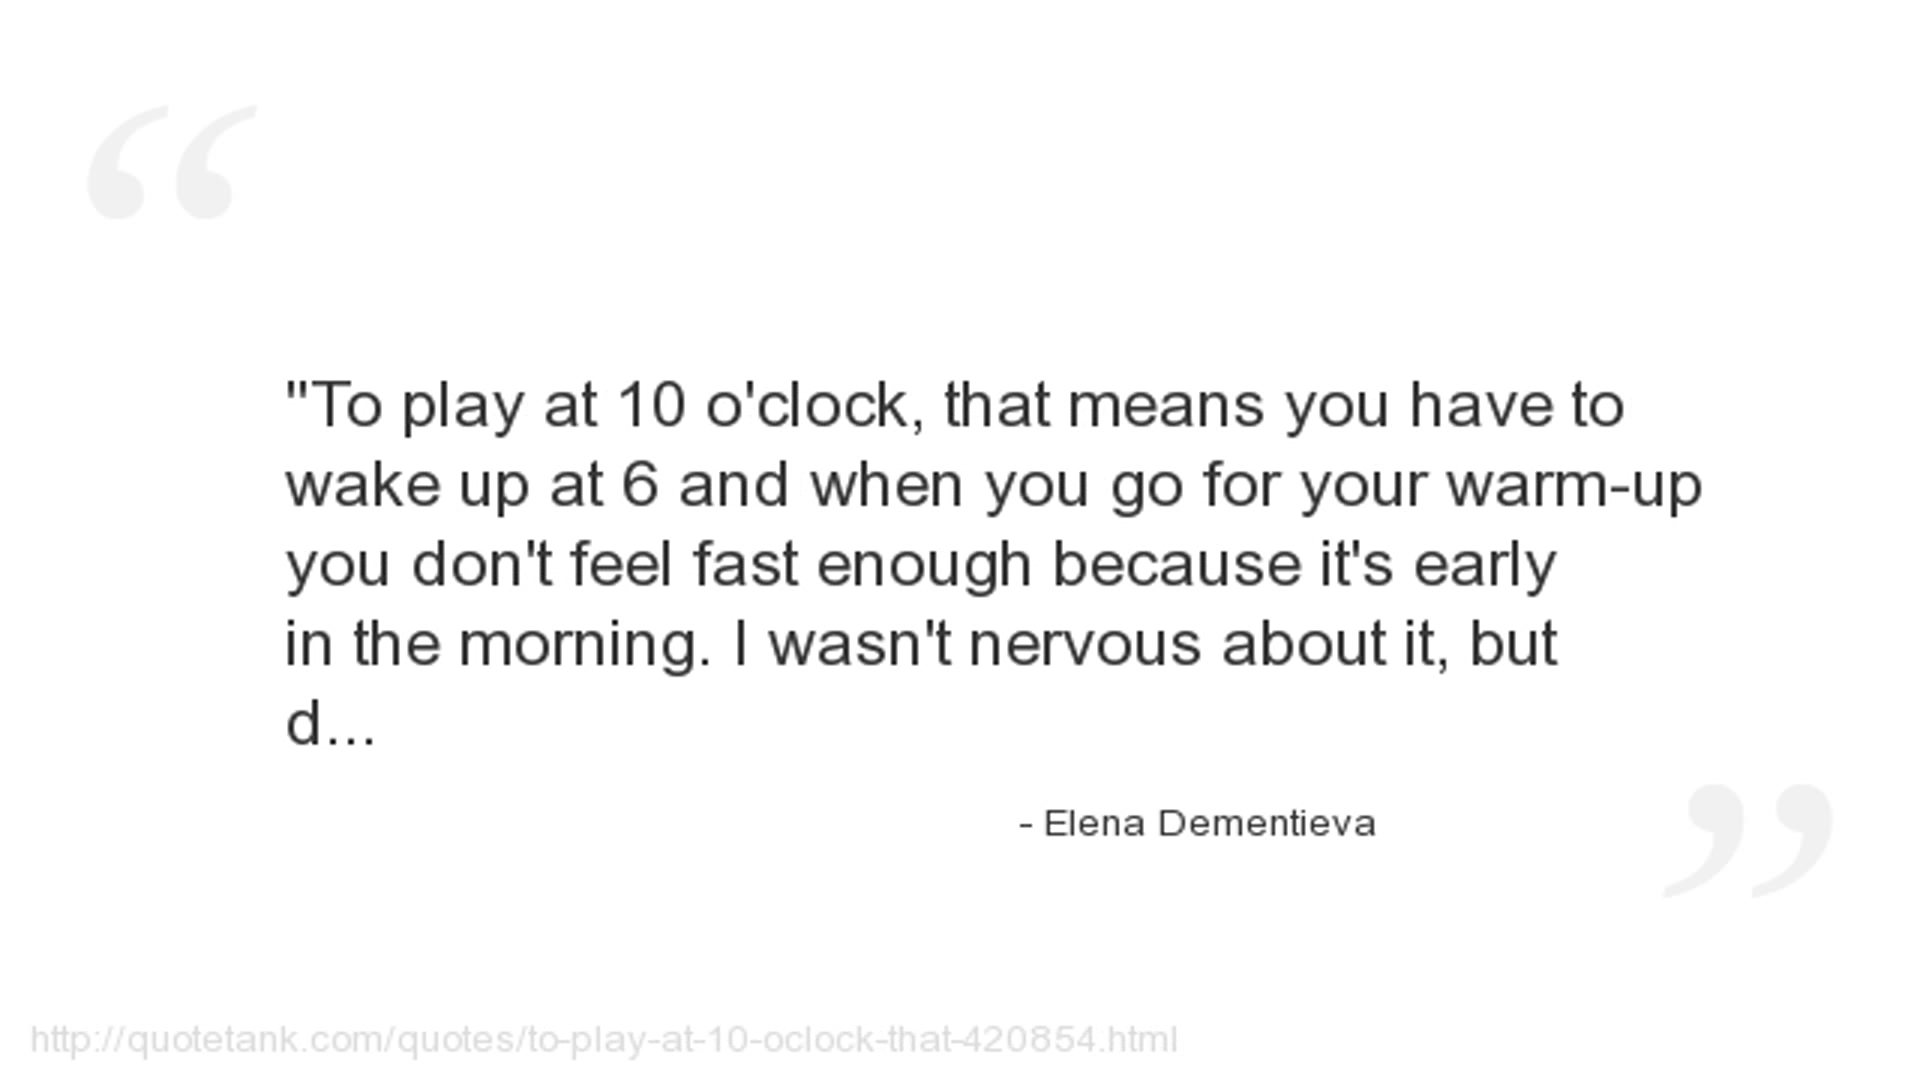 "To play at 10 o'clock, that means you have to
wake up at 6 and when you go for your warm-up
you don't feel fast enough because it's early
in the morning. I wasn't nervous about it, but
d...
- Elena Dementieva
http://quotetank.com/quotes/to-play-at-10-oclock-that-420854.html